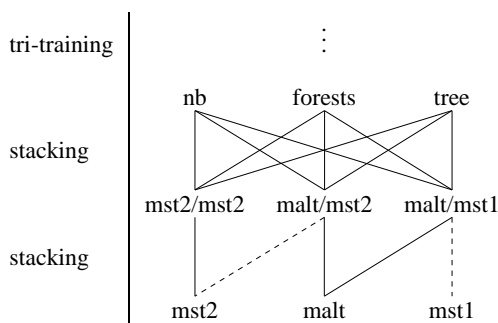 tri-training
nb forests tree
stacking
mst2/mst2 malt/mst2 malt/mst1
stacking
mst2 malt mst1